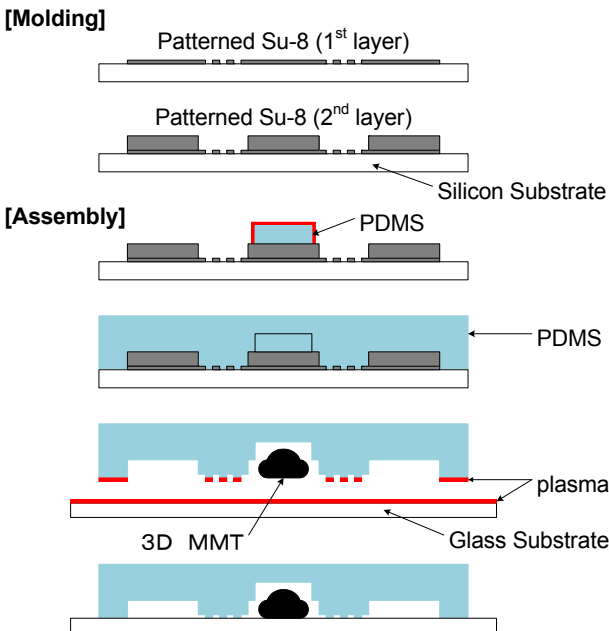 [Molding]
Patterned Su-8 (1st layer)
Patterned Su-8 (2nd layer)
Silicon Substrate
[Assembly]
PDMS
PDMS
plasma
3D MMT
Glass Substrate